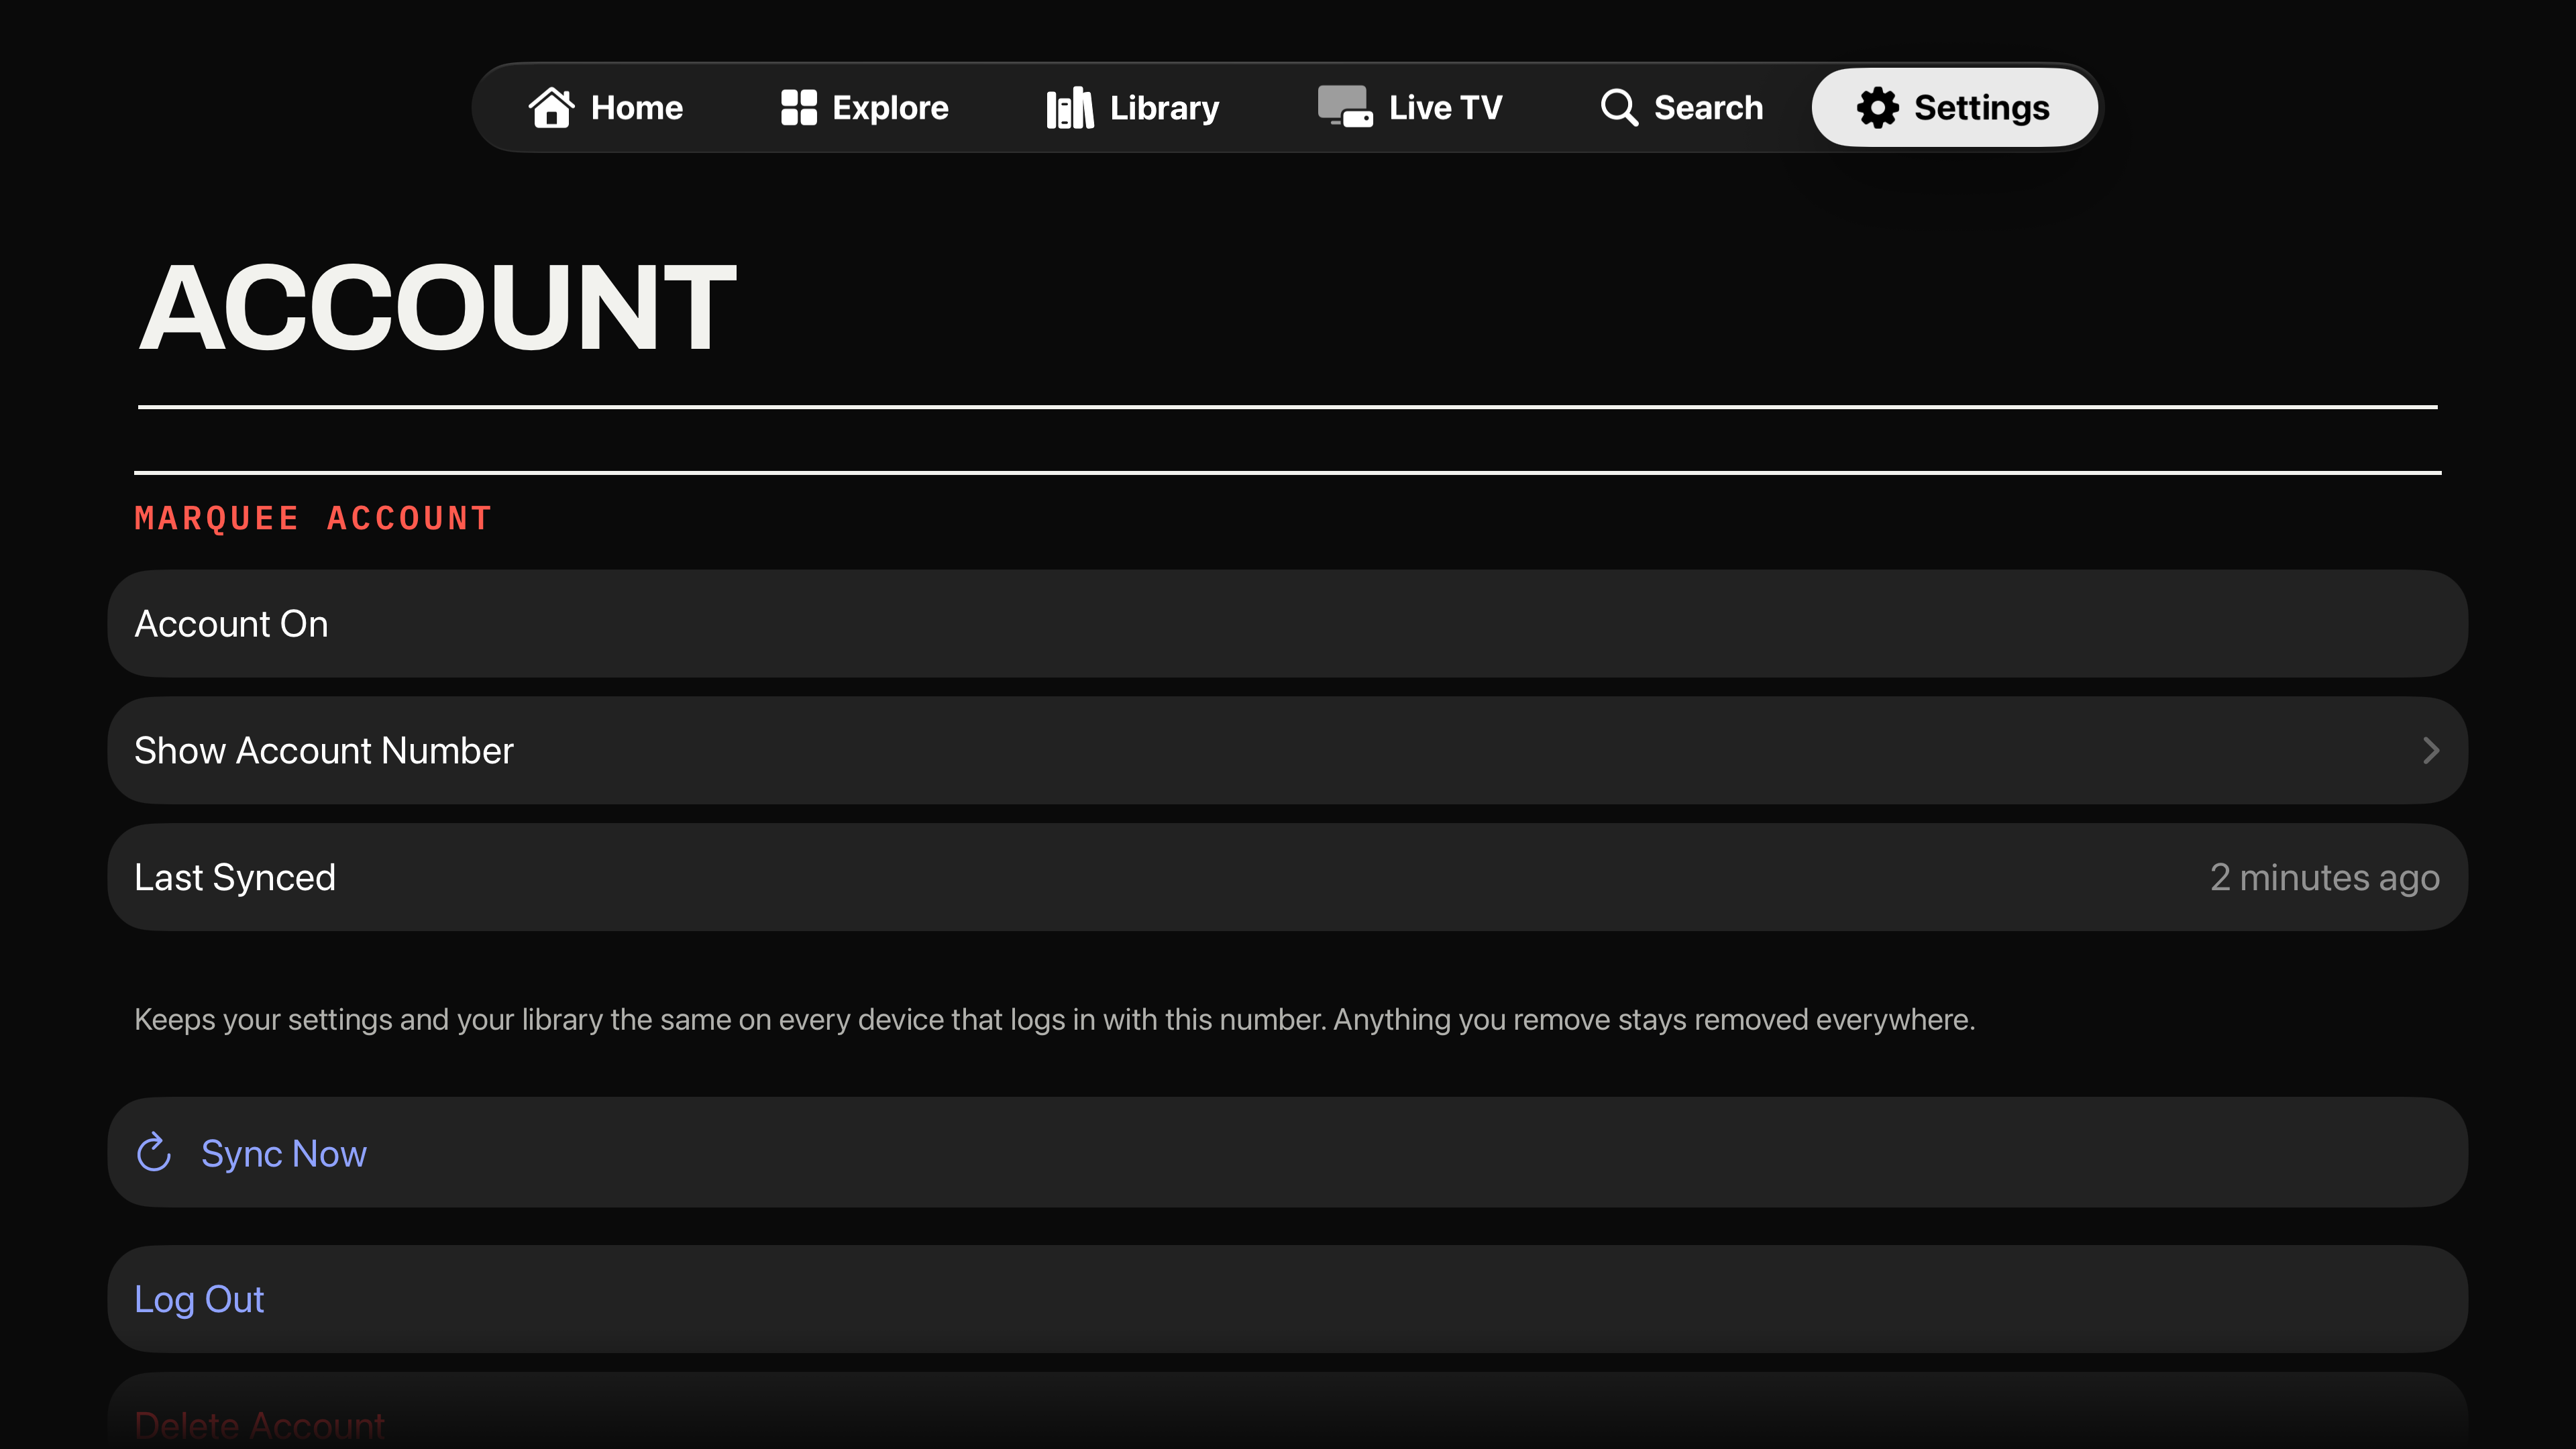 Home Explore Library Live TV Search Settings
ACCOUNT
MARQUEE ACCOUNT
Account On
Show Account Number
Last Synced 2 minutes ago
Keeps your settings and your library the same on every device that logs in with this number. Anything you remove stays removed everywhere.
Sync Now
Log Out
Delete Account